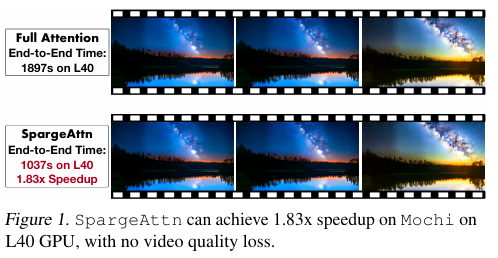 Full Attention
End-to-End Time:
1897s on L40
SpargeAttn
End-to-End Time:
1037s on L40
1.83x Speedup
Figure 1. SpargeAttn can achieve 1.83x speedup on Mochi on
L40 GPU, with no video quality loss.